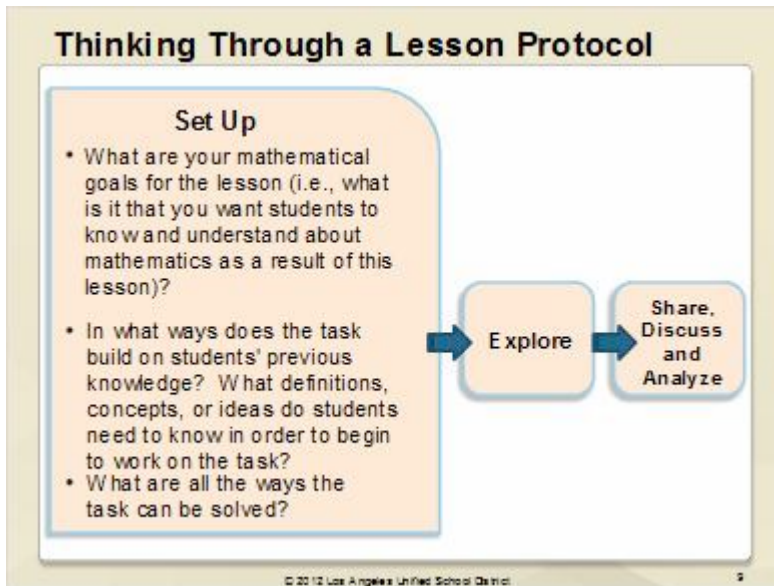 Thinking Through a Lesson Protocol
Set Up
• What are your mathematical
goals for the lesson (i.e., what
is it that you want students to
know and understand about
mathematics as a result of this
lesson)?
• In what ways does the task
build on students' previous
knowledge? What definitions,
concepts, or ideas do students
need to know in order to begin
to work on the task?
• What are all the ways the
task can be solved?
Explore
Share,
Discuss
and
Analyze
© 2012 Los Angeles Unified School District
9